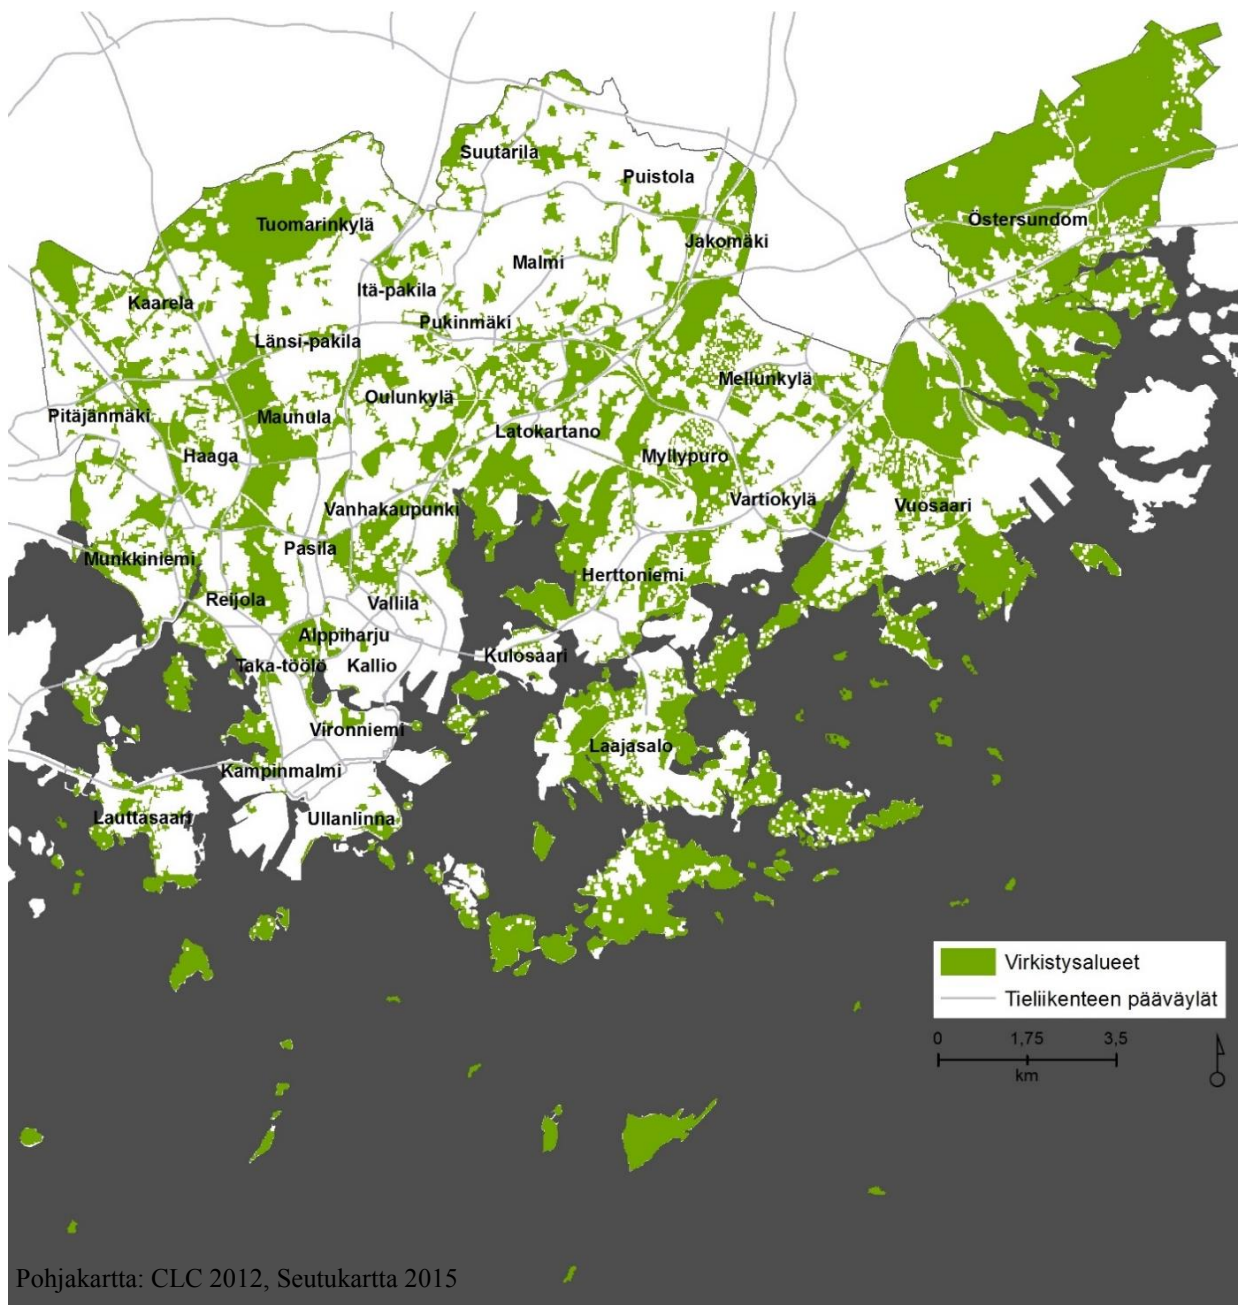 Suutarila
Puistola
Tuomarinkylä
Östersundom
Jakomäki
Malmi
Itä-pakila
Kaarela
Pukinmäki
Länsi-pakila
Mellunkylä
Oulunkylä
Pitäjänmäki
Maunula
Latokartano
Haaga
Myllypuro
Vartiokylä
Vuosaari
Vanhakaupunki
Pasila
Munkkiniemi
Herttoniemi
Reijola
Vallila
Alppiharju
Kulosaari
Taka-töölö
Kallio
Vironniemi
Laajasalo
Kampinmalmi
Lauttasaari
Ullanlinna
Virkistysalueet
Tieliikenteen pääväylät
0 1,75 3,5
km
Pohjakartta: CLC 2012, Seutukartta 2015